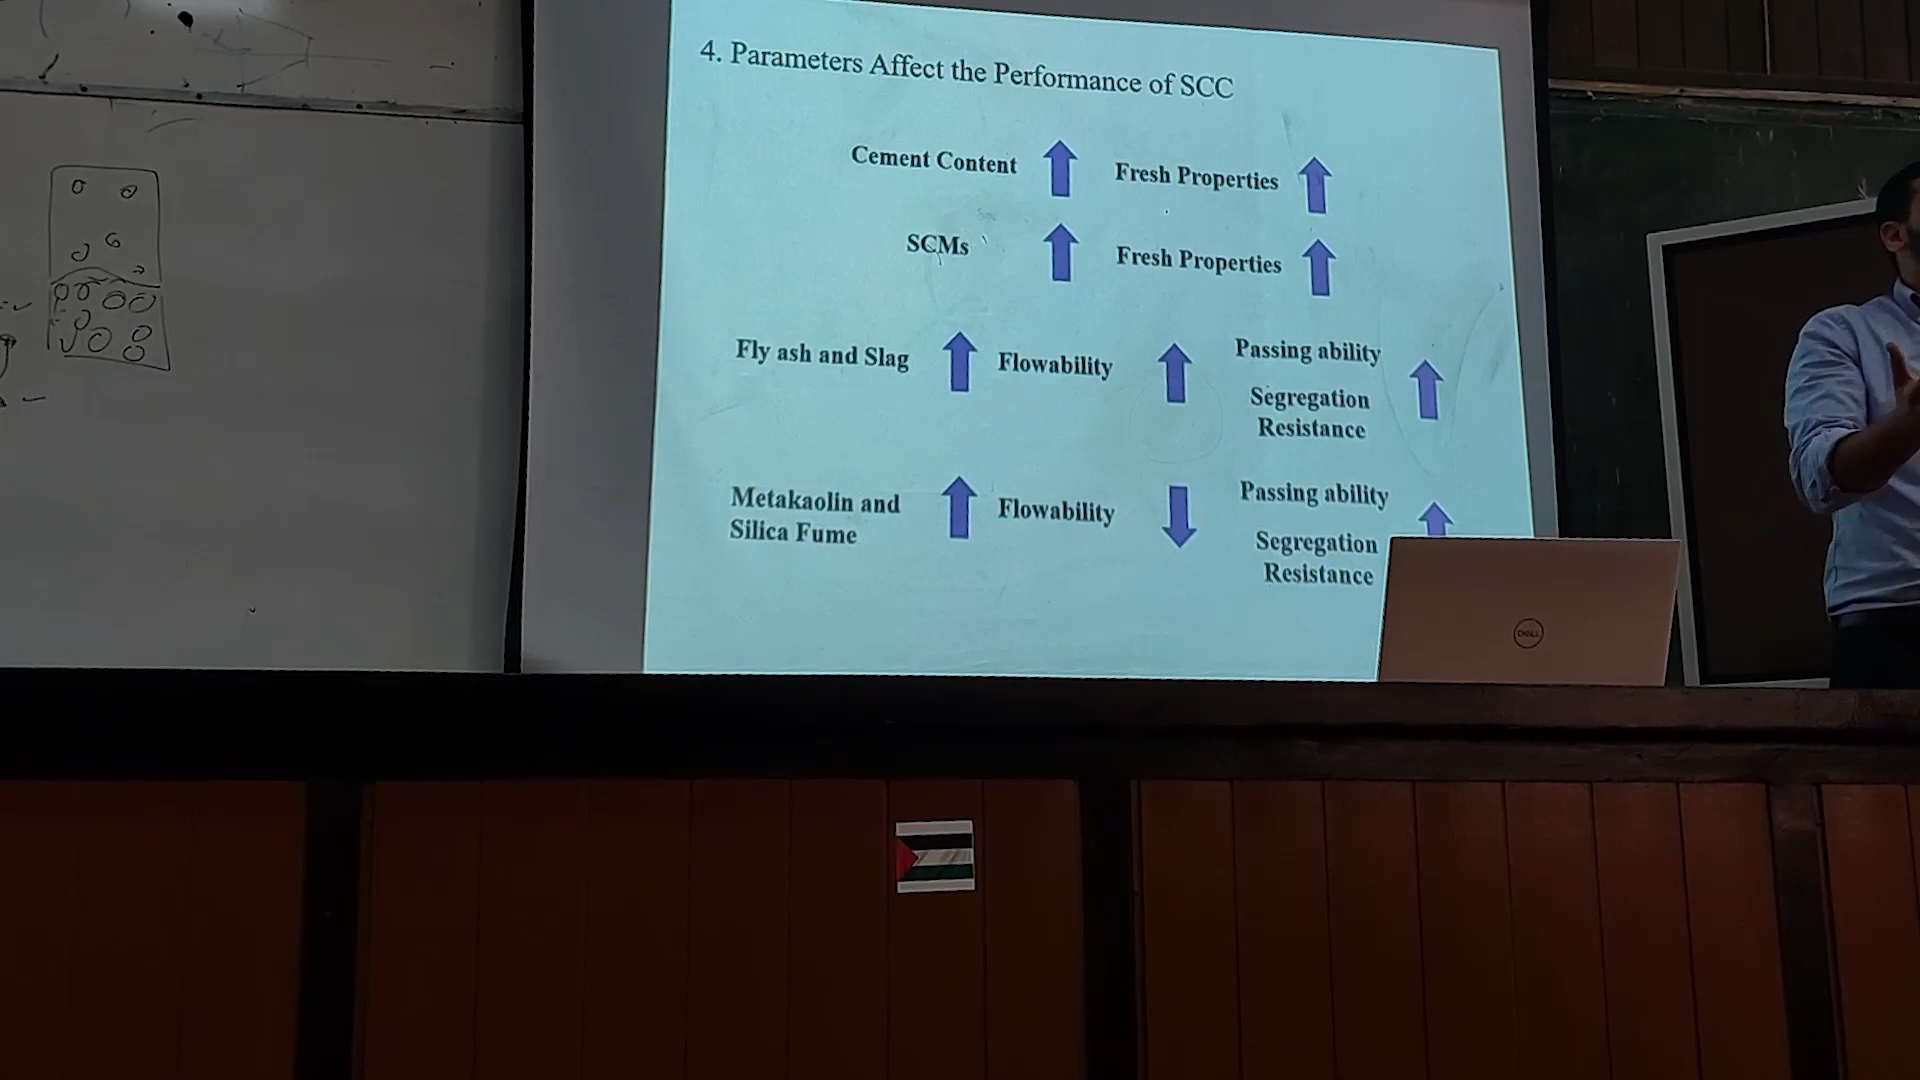 4. Parameters Affect the Performance of SCC
Cement Content Fresh Properties
SCMs Fresh Properties
Fly ash and Slag Flowability Passing ability
Segregation
Resistance
Metakaolin and Flowability Passing ability
Silica Fume Segregation
Resistance
DELL